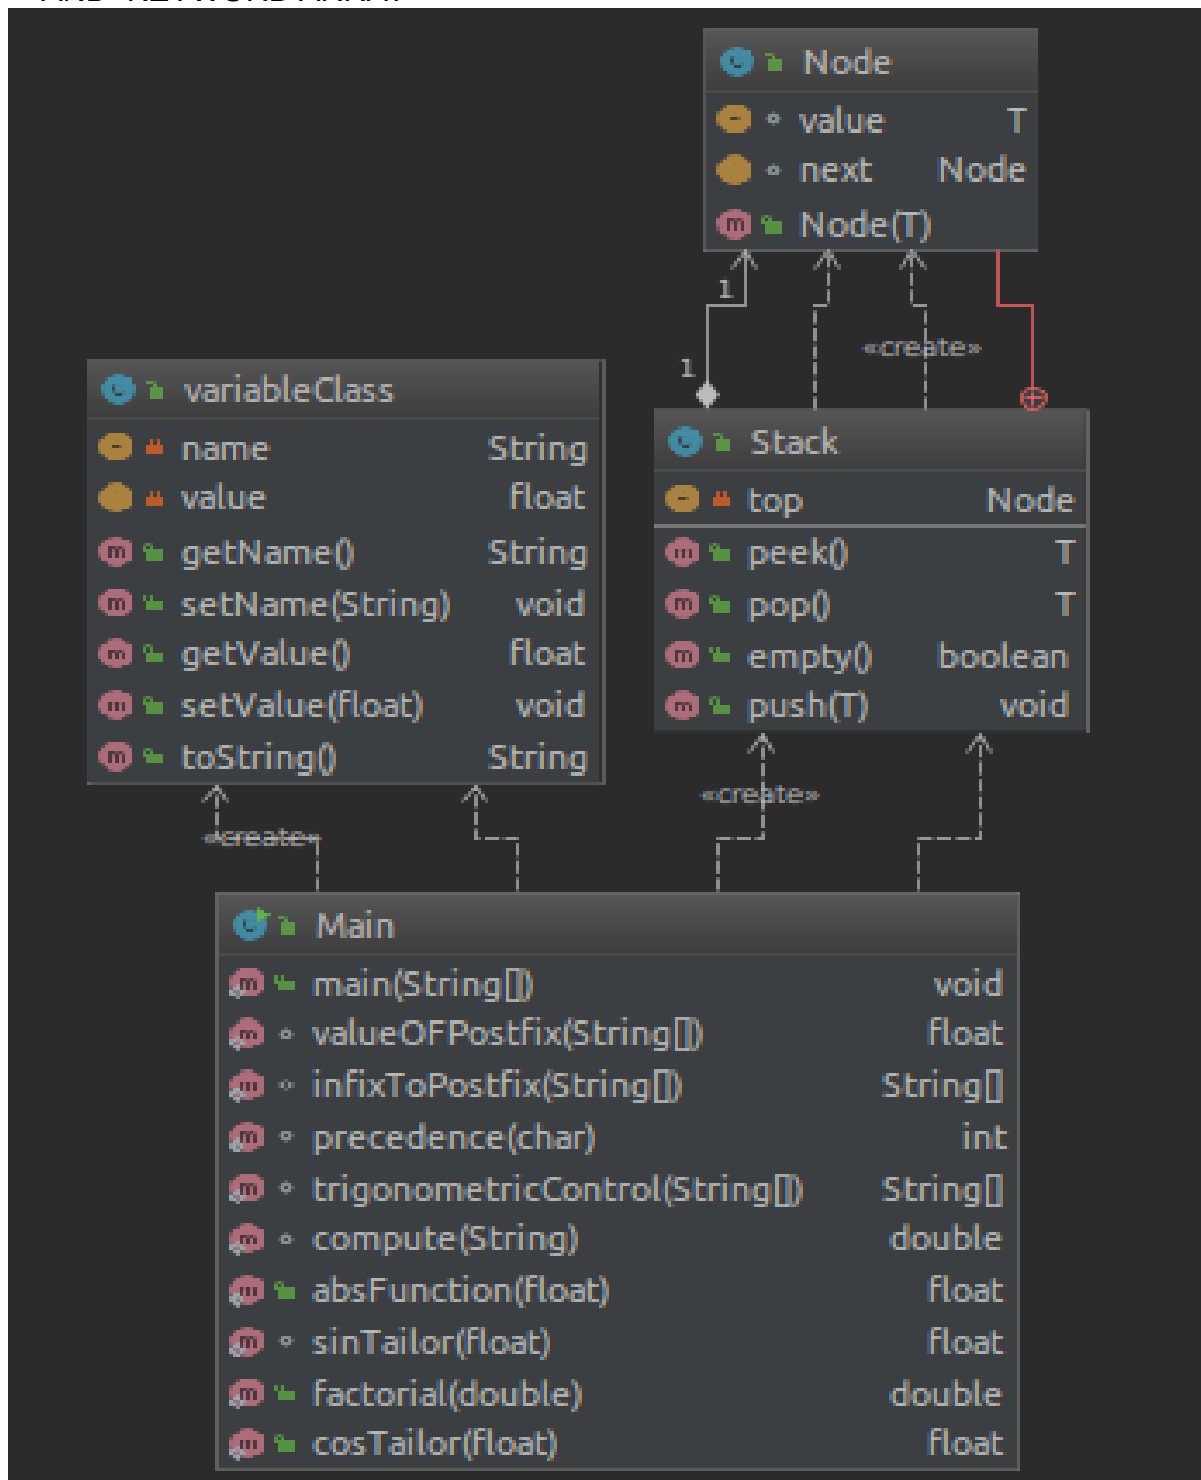 Node
value T
next Node
Node(T)
1
«create»
1
variableClass
name String
value float
getName() String
setName(String) void
getValue() float
setValue(float) void
toString() String
Stack
top Node
peek() T
pop() T
empty() boolean
push(T) void
«create»
«create»
Main
main(String[]) void
valueOFPostfix(String[]) float
infixToPostfix(String[]) String[]
precedence(char) int
trigonometricControl(String[]) String[]
compute(String) double
absFunction(float) float
sinTailor(float) float
factorial(double) double
cosTailor(float) float